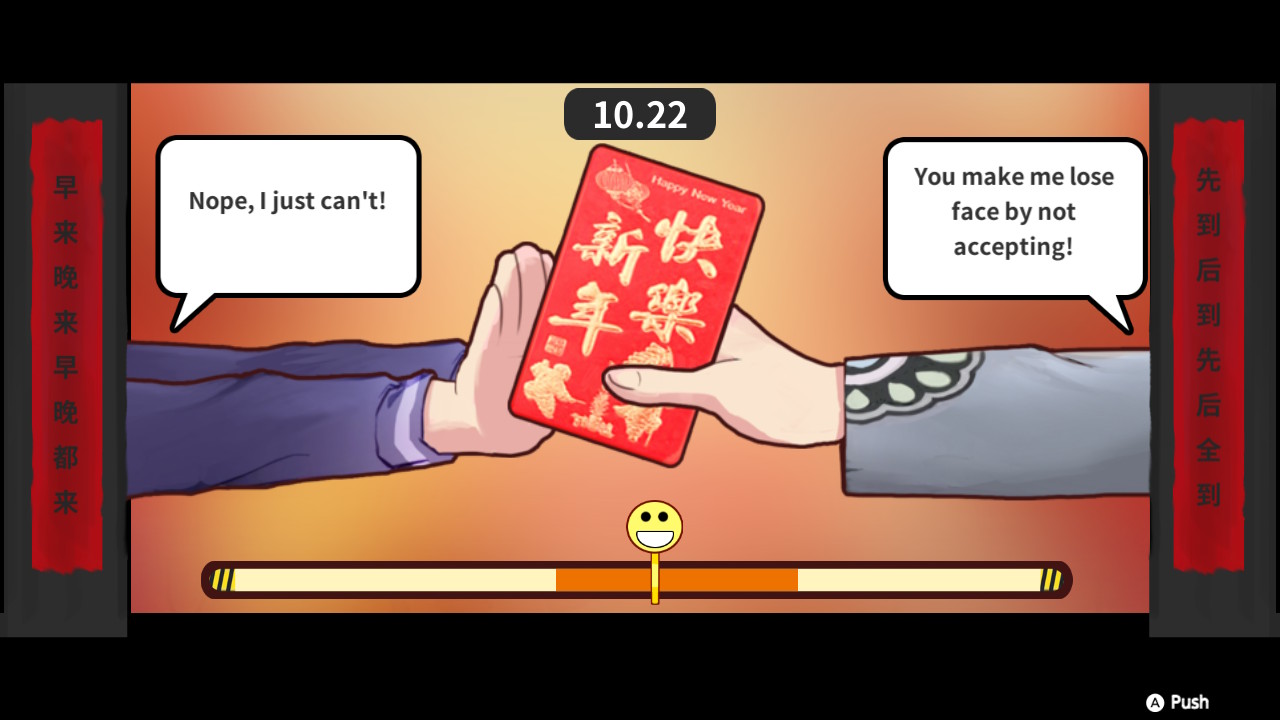 10.22
Nope, I just can't!
You make me lose
face by not
accepting!
Happy New Year
新年
快樂
早来晚来早晚都来
先到后到先后全到
A Push